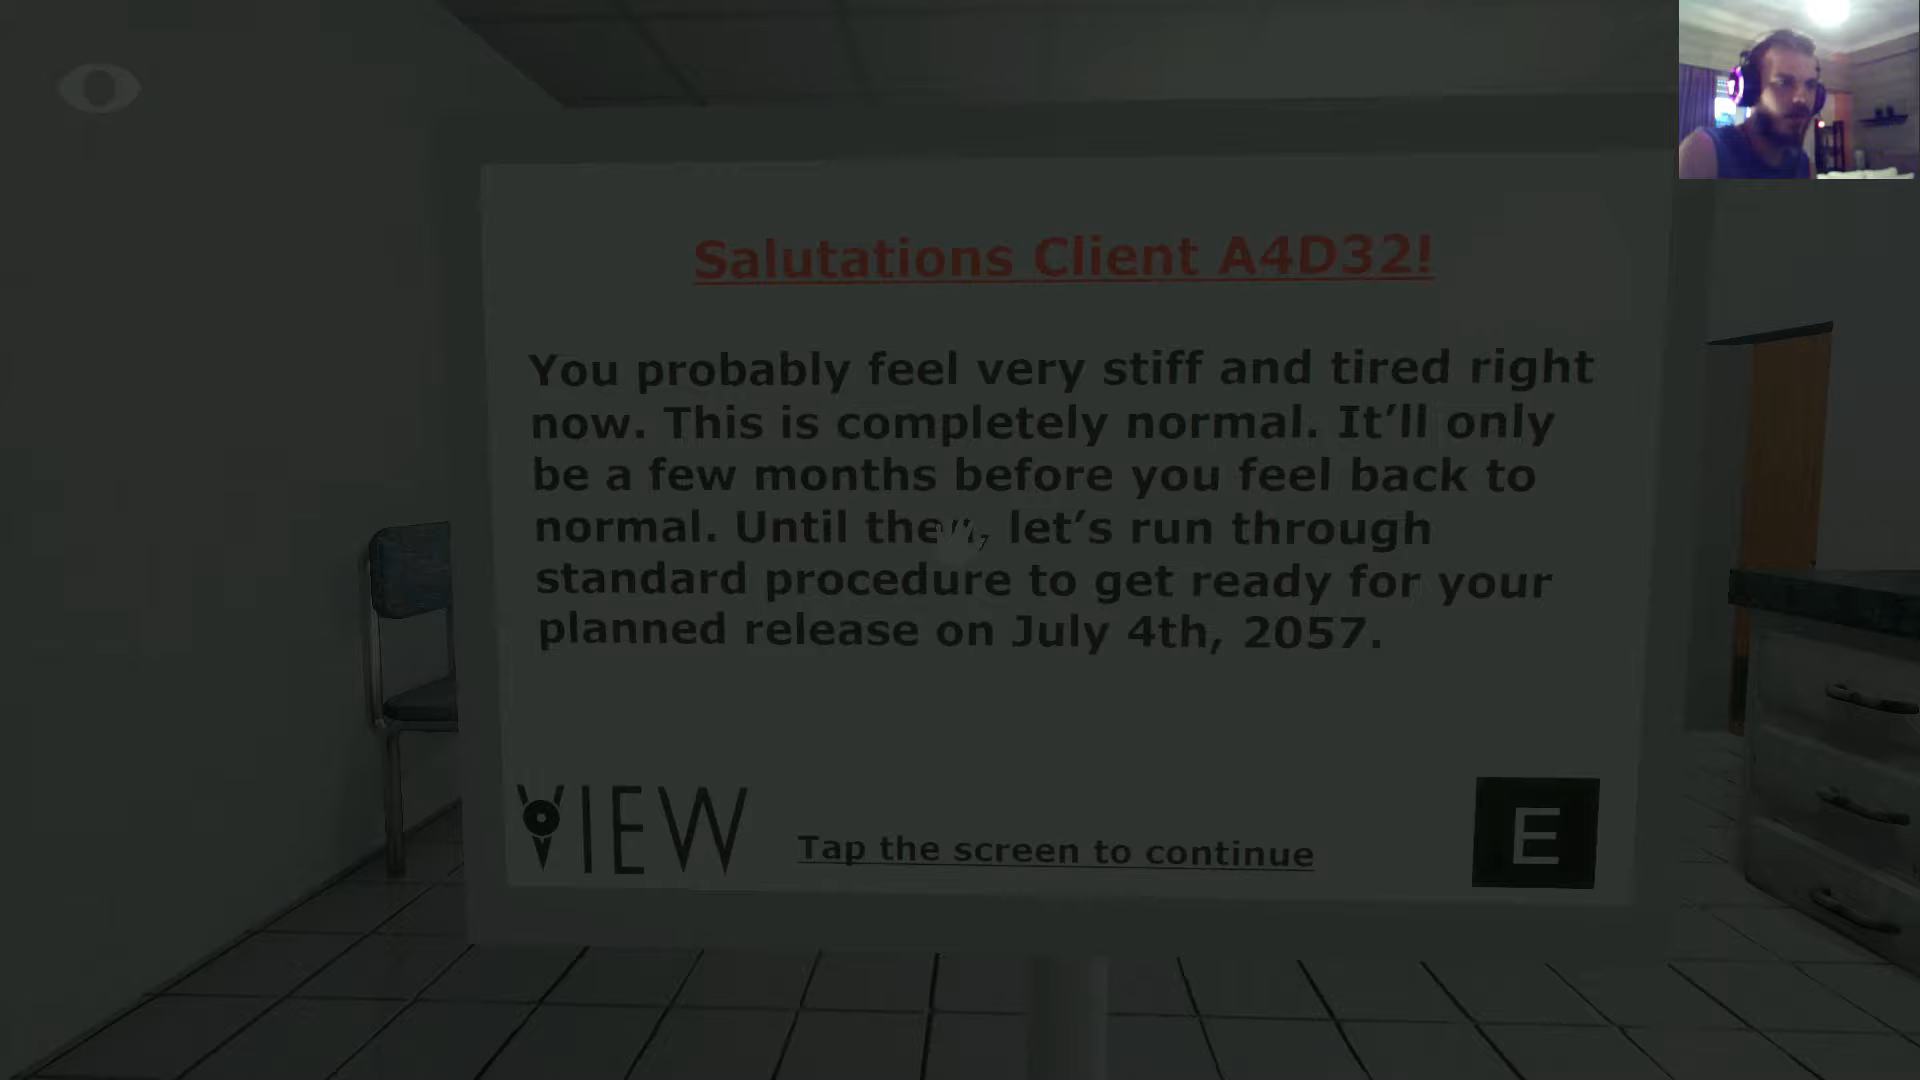 Salutations Client A4D32!
You probably feel very stiff and tired right
now. This is completely normal. It’ll only
be a few months before you feel back to
normal. Until then, let’s run through
standard procedure to get ready for your
planned release on July 4th, 2057.
VIEW
Tap the screen to continue
E